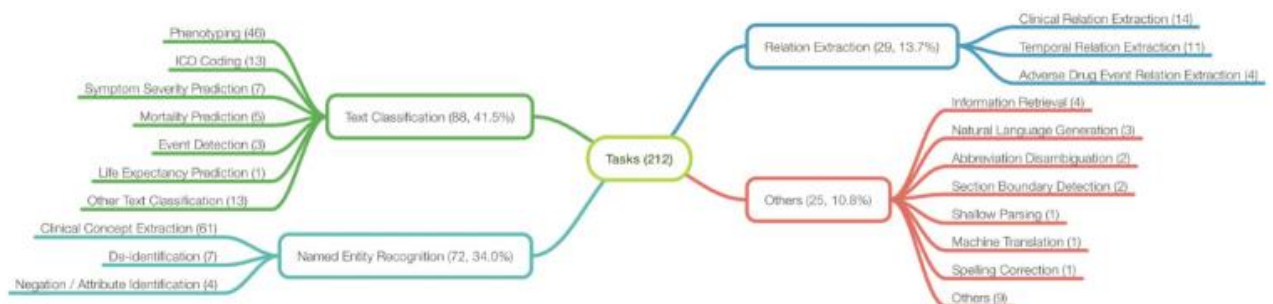 Tasks (212)
Text Classification (88, 41.5%)
Phenotyping (46)
ICO Coding (13)
Symptom Severity Prediction (7)
Mortality Prediction (5)
Event Detection (3)
Life Expectancy Prediction (1)
Other Text Classification (13)
Named Entity Recognition (72, 34.0%)
Clinical Concept Extraction (61)
De-identification (7)
Negation / Attribute Identification (4)
Relation Extraction (29, 13.7%)
Clinical Relation Extraction (14)
Temporal Relation Extraction (11)
Adverse Drug Event Relation Extraction (4)
Others (25, 10.8%)
Information Retrieval (4)
Natural Language Generation (3)
Abbreviation Disambiguation (2)
Section Boundary Detection (2)
Shallow Parsing (1)
Machine Translation (1)
Spelling Correction (1)
Others (9)